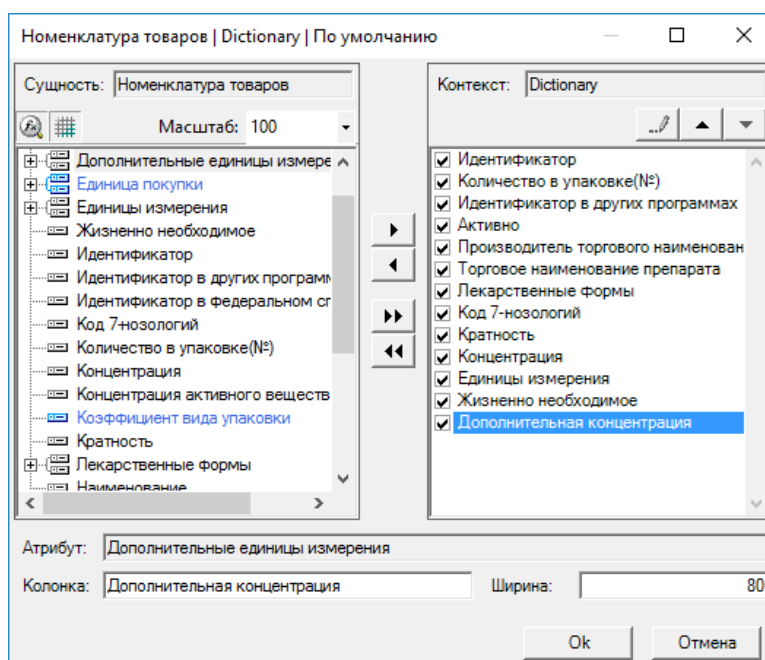 Номенклатура товаров | Dictionary | По умолчанию
Сущность: Номенклатура товаров
Масштаб: 100
Дополнительные единицы измере
Единица покупки
Единицы измерения
Жизненно необходимое
Идентификатор
Идентификатор в других програмн
Идентификатор в федеральном сг
Код 7-нозологий
Количество в упаковке(№)
Концентрация
Концентрация активного веществ
Коэффициент вида упаковки
Кратность
Лекарственные формы
Наименование
Контекст: Dictionary
Идентификатор
Количество в упаковке(№)
Идентификатор в других программах
Активно
Производитель торгового наименован
Торговое наименование препарата
Лекарственные формы
Код 7-нозологий
Кратность
Концентрация
Единицы измерения
Жизненно необходимое
Дополнительная концентрация
Атрибут: Дополнительные единицы измерения
Колонка: Дополнительная концентрация Ширина: 80
Ok Отмена